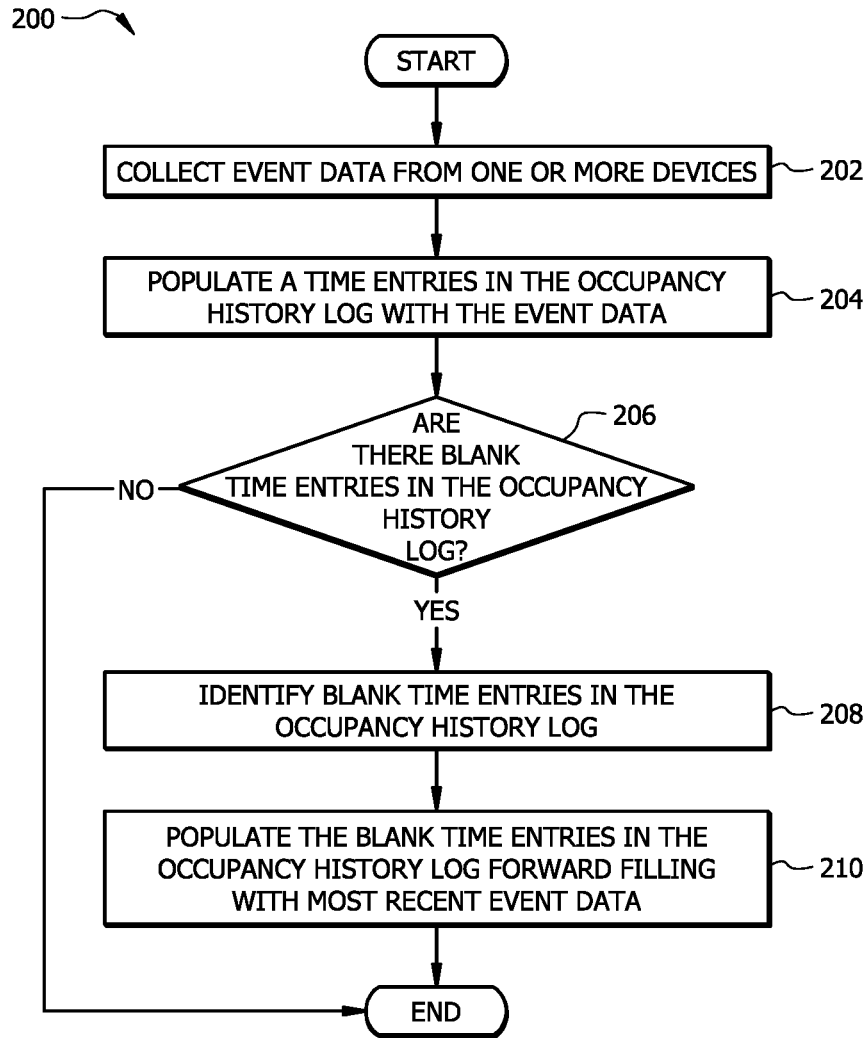 200
START
COLLECT EVENT DATA FROM ONE OR MORE DEVICES
202
POPULATE A TIME ENTRIES IN THE OCCUPANCY
HISTORY LOG WITH THE EVENT DATA
204
206
ARE
THERE BLANK
TIME ENTRIES IN THE OCCUPANCY
HISTORY
LOG?
NO
YES
IDENTIFY BLANK TIME ENTRIES IN THE
OCCUPANCY HISTORY LOG
208
POPULATE THE BLANK TIME ENTRIES IN THE
OCCUPANCY HISTORY LOG FORWARD FILLING
WITH MOST RECENT EVENT DATA
210
END